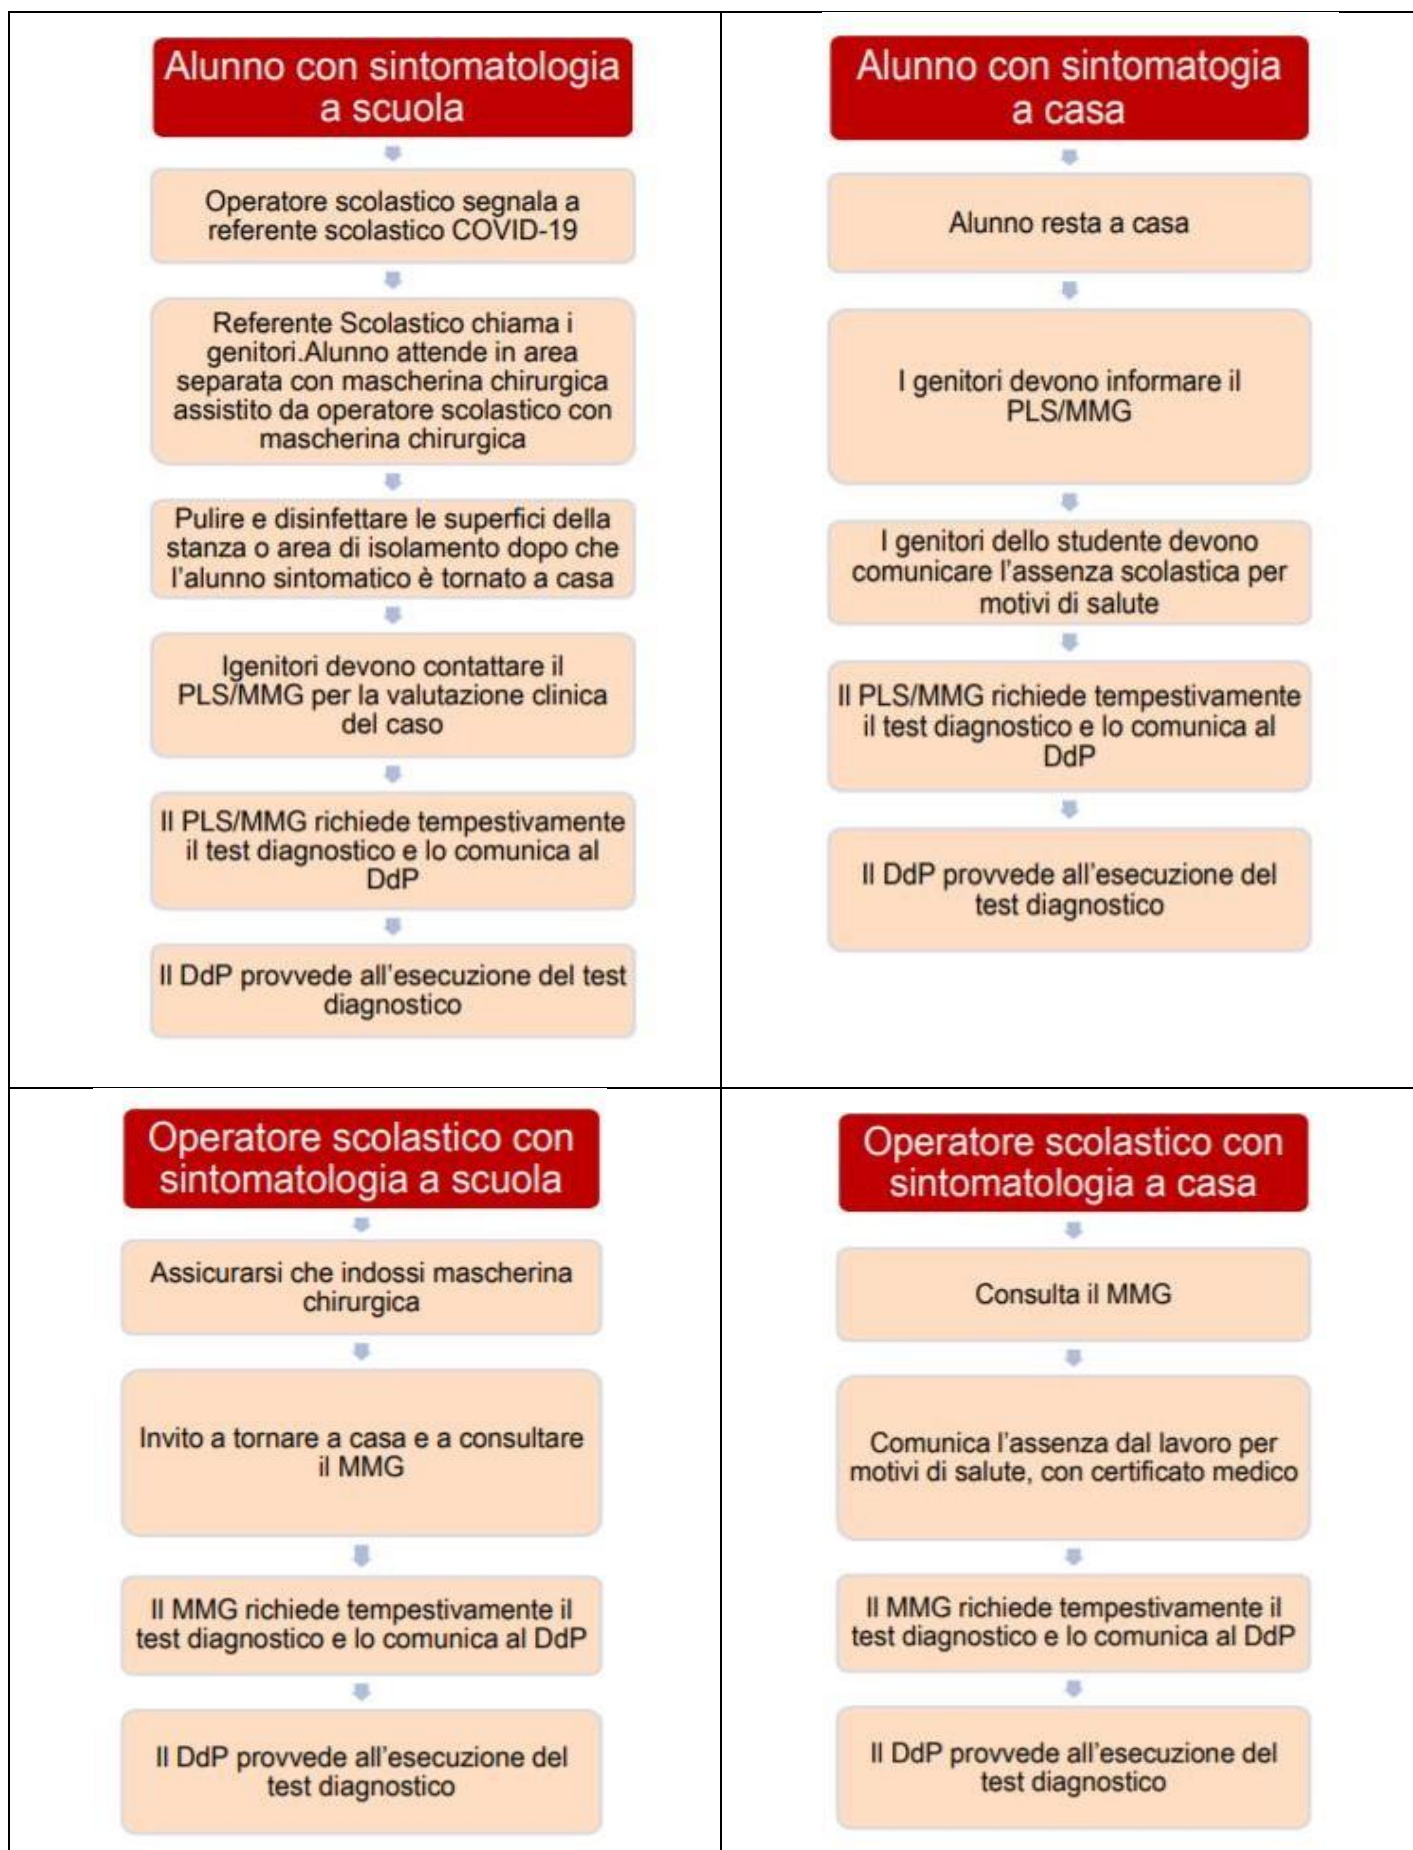 Alunno con sintomatologia
a scuola
Operatore scolastico segnala a
referente scolastico COVID-19
Referente Scolastico chiama i
genitori.Alunno attende in area
separata con mascherina chirurgica
assistito da operatore scolastico con
mascherina chirurgica
Pulire e disinfettare le superfici della
stanza o area di isolamento dopo che
l'alunno sintomatico è tornato a casa
Igenitori devono contattare il
PLS/MMG per la valutazione clinica
del caso
Il PLS/MMG richiede tempestivamente
il test diagnostico e lo comunica al
DdP
Il DdP provvede all'esecuzione del test
diagnostico
Alunno con sintomatogia
a casa
Alunno resta a casa
I genitori devono informare il
PLS/MMG
I genitori dello studente devono
comunicare l'assenza scolastica per
motivi di salute
Il PLS/MMG richiede tempestivamente
il test diagnostico e lo comunica al
DdP
Il DdP provvede all'esecuzione del
test diagnostico
Operatore scolastico con
sintomatologia a scuola
Assicurarsi che indossi mascherina
chirurgica
Invito a tornare a casa e a consultare
il MMG
Il MMG richiede tempestivamente il
test diagnostico e lo comunica al DdP
Il DdP provvede all'esecuzione del
test diagnostico
Operatore scolastico con
sintomatologia a casa
Consulta il MMG
Comunica l'assenza dal lavoro per
motivi di salute, con certificato medico
Il MMG richiede tempestivamente il
test diagnostico e lo comunica al DdP
Il DdP provvede all'esecuzione del
test diagnostico